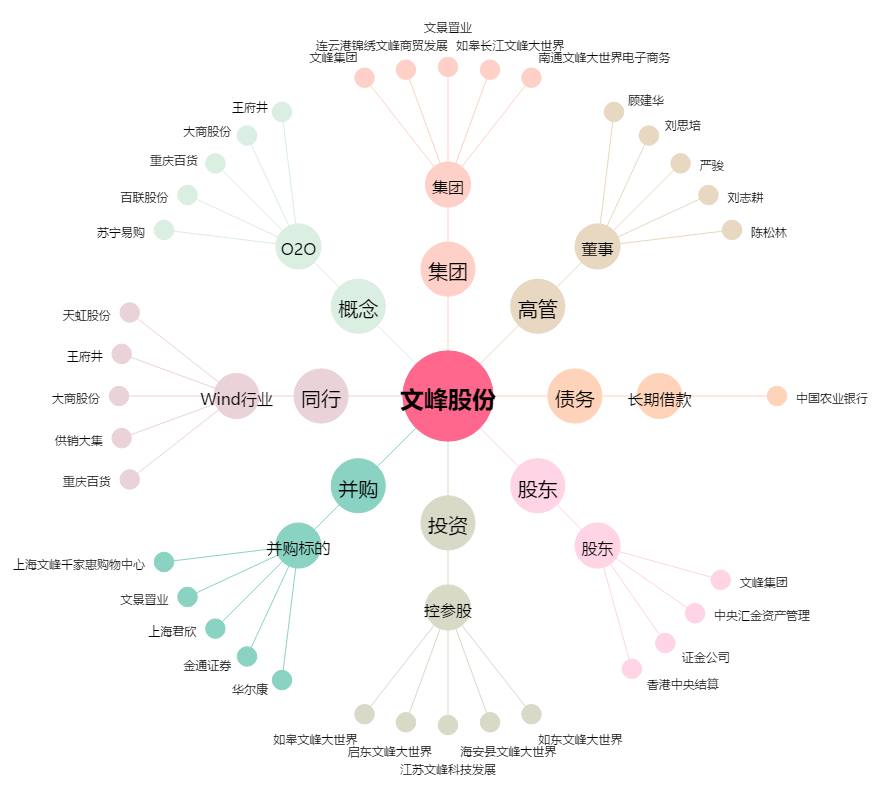 文景置业
连云港锦绣文峰商贸发展 如皋长江文峰大世界
文峰集团
南通文峰大世界电子商务
集团
集团
王府井
大商股份
重庆百货
百联股份
苏宁易购
O2O
概念
顾建华
刘思培
严骏
刘志耕
陈松林
董事
高管
天虹股份
王府井
大商股份
供销大集
重庆百货
Wind行业
同行
文峰股份
债务
长期借款
中国农业银行
并购
并购标的
上海文峰千家惠购物中心
文景置业
上海君欣
金通证券
华尔康
投资
控参股
如皋文峰大世界
启东文峰大世界
江苏文峰科技发展
海安县文峰大世界
如东文峰大世界
股东
股东
文峰集团
中央汇金资产管理
证金公司
香港中央结算